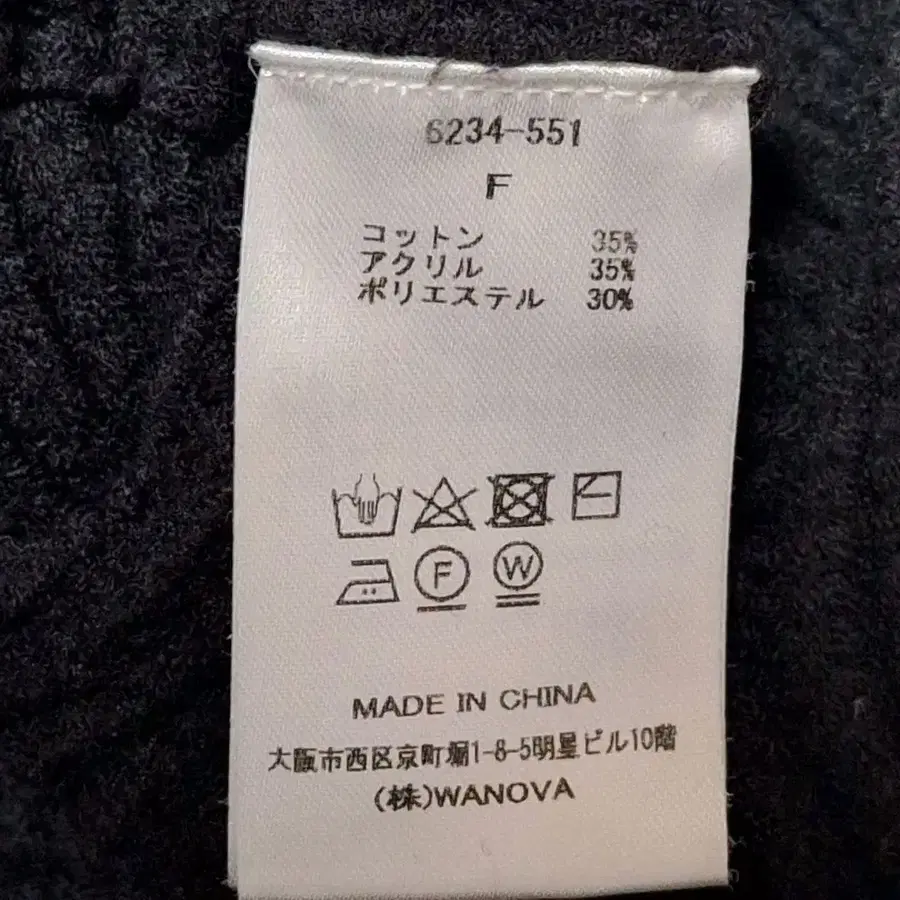 6234-551
F
コットン 35%
アクリル 35%
ポリエステル 30%
F W
MADE IN CHINA
大阪市西区京町堀1-8-5明星ビル10階
(株)WANOVA